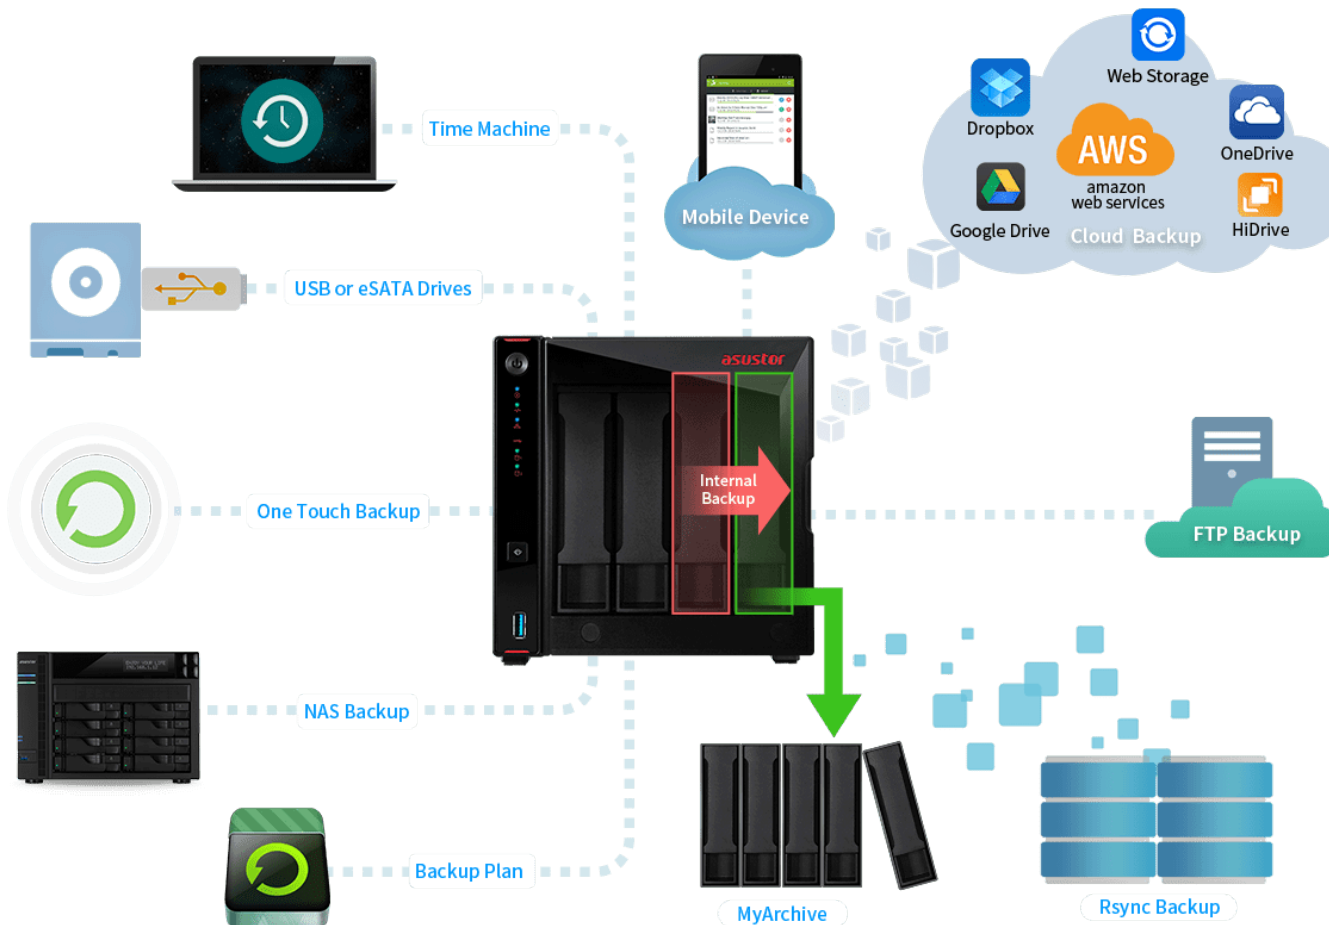 Web Storage
Dropbox
AWS
OneDrive
amazon
web services
Google Drive
HiDrive
Cloud Backup
Time Machine
Mobile Device
USB or eSATA Drives
asustor
Internal
Backup
One Touch Backup
FTP Backup
NAS Backup
Backup Plan
MyArchive
Rsync Backup